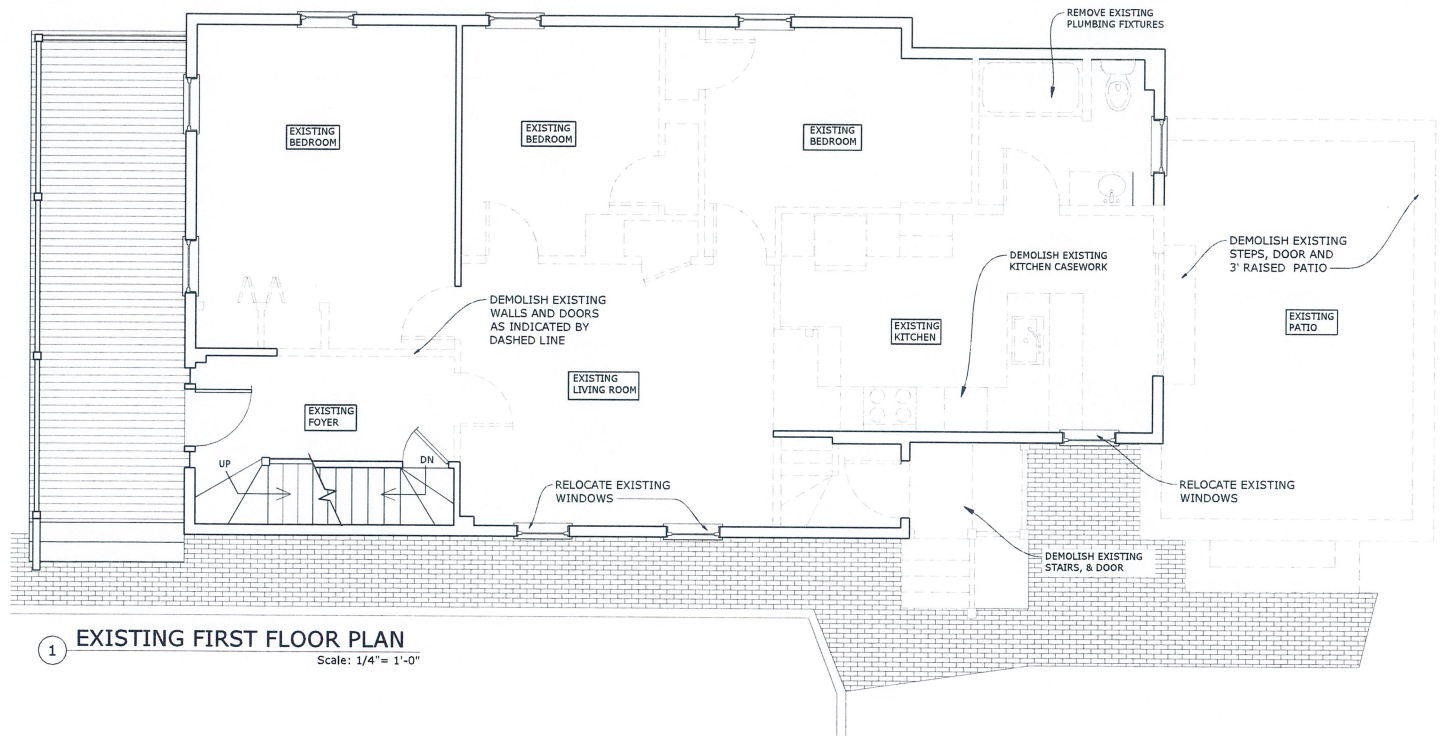 REMOVE EXISTING
PLUMBING FIXTURES
EXISTING
BEDROOM
EXISTING
BEDROOM
EXISTING
BEDROOM
DEMOLISH EXISTING
KITCHEN CASEWORK
DEMOLISH EXISTING
STEPS, DOOR AND
3' RAISED PATIO
DEMOLISH EXISTING
WALLS AND DOORS
AS INDICATED BY
DASHED LINE
EXISTING
KITCHEN
EXISTING
PATIO
EXISTING
LIVING ROOM
EXISTING
FOYER
UP
DN
RELOCATE EXISTING
WINDOWS
RELOCATE EXISTING
WINDOWS
DEMOLISH EXISTING
STAIRS, & DOOR
1
EXISTING FIRST FLOOR PLAN
Scale: 1/4"= 1'-0"